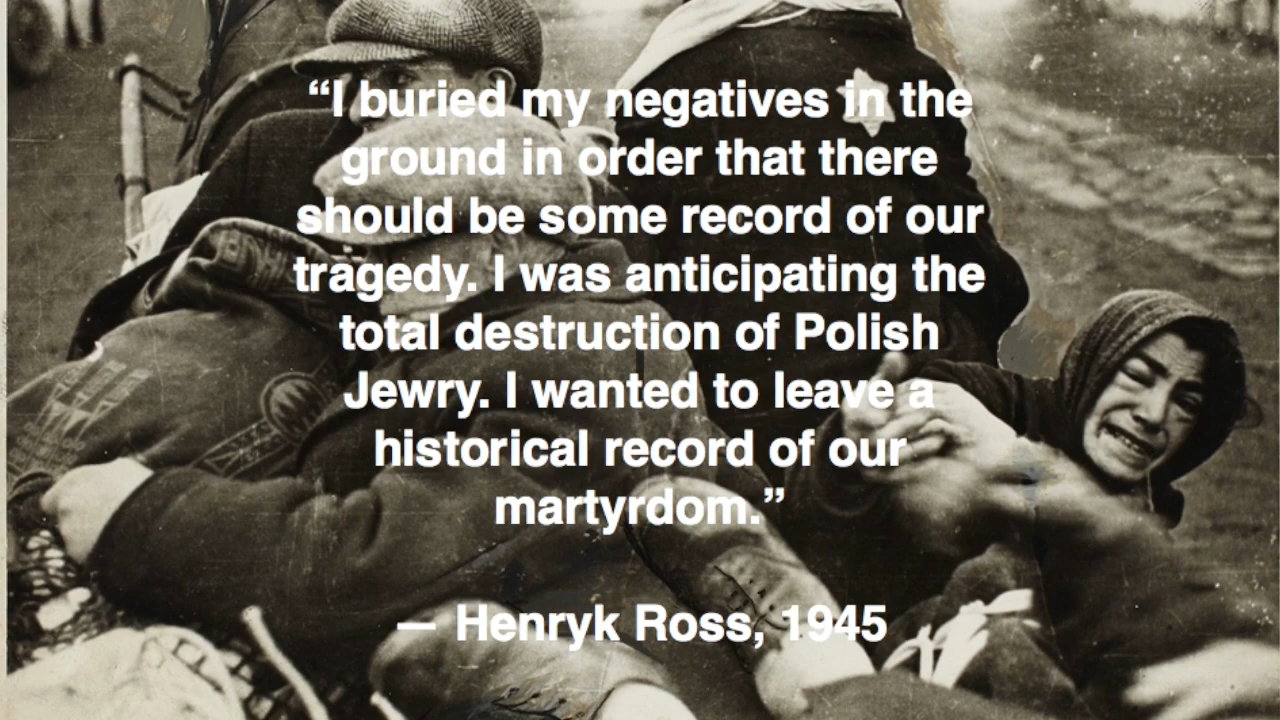 “I buried my negatives in the
ground in order that there
should be some record of our
tragedy. I was anticipating the
total destruction of Polish
Jewry. I wanted to leave a
historical record of our
martyrdom.”
— Henryk Ross, 1945